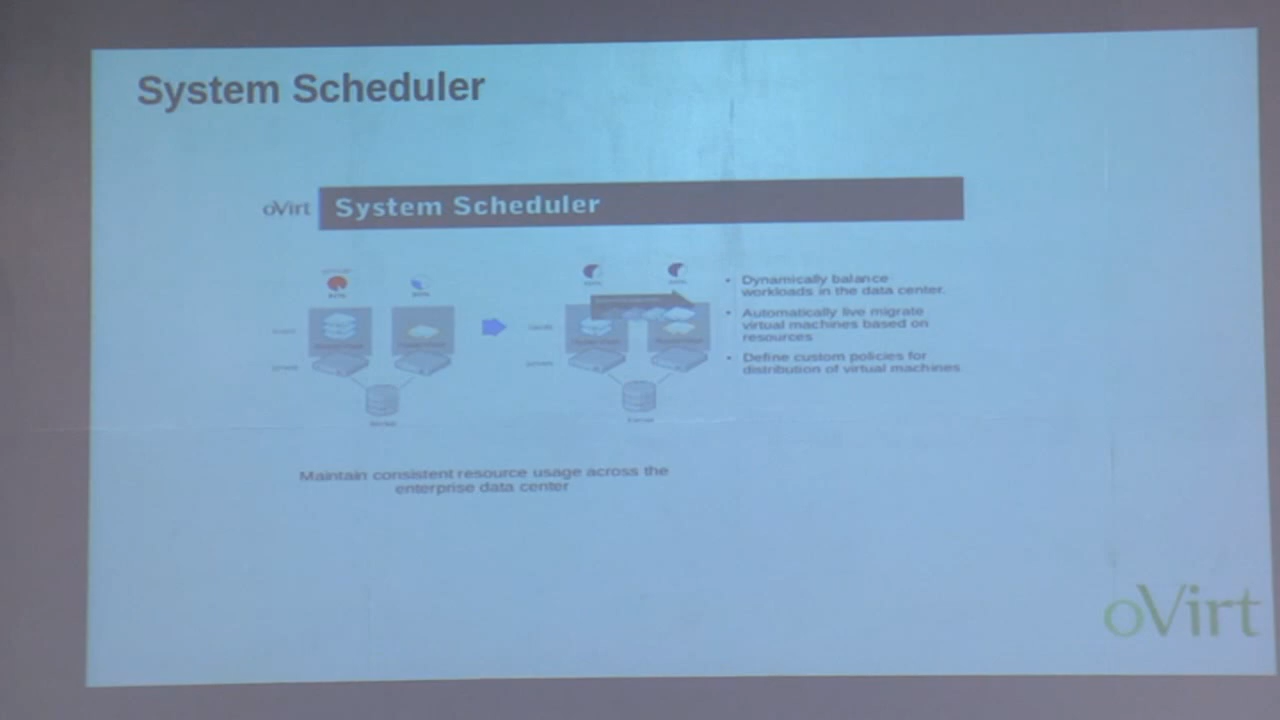 System Scheduler
oVirt
System Scheduler
• Dynamically balance
workloads in the data center.
• Automatically live migrate
virtual machines based on
resources
• Define custom policies for
distribution of virtual machines.
Maintain consistent resource usage across the
enterprise data center
oVirt